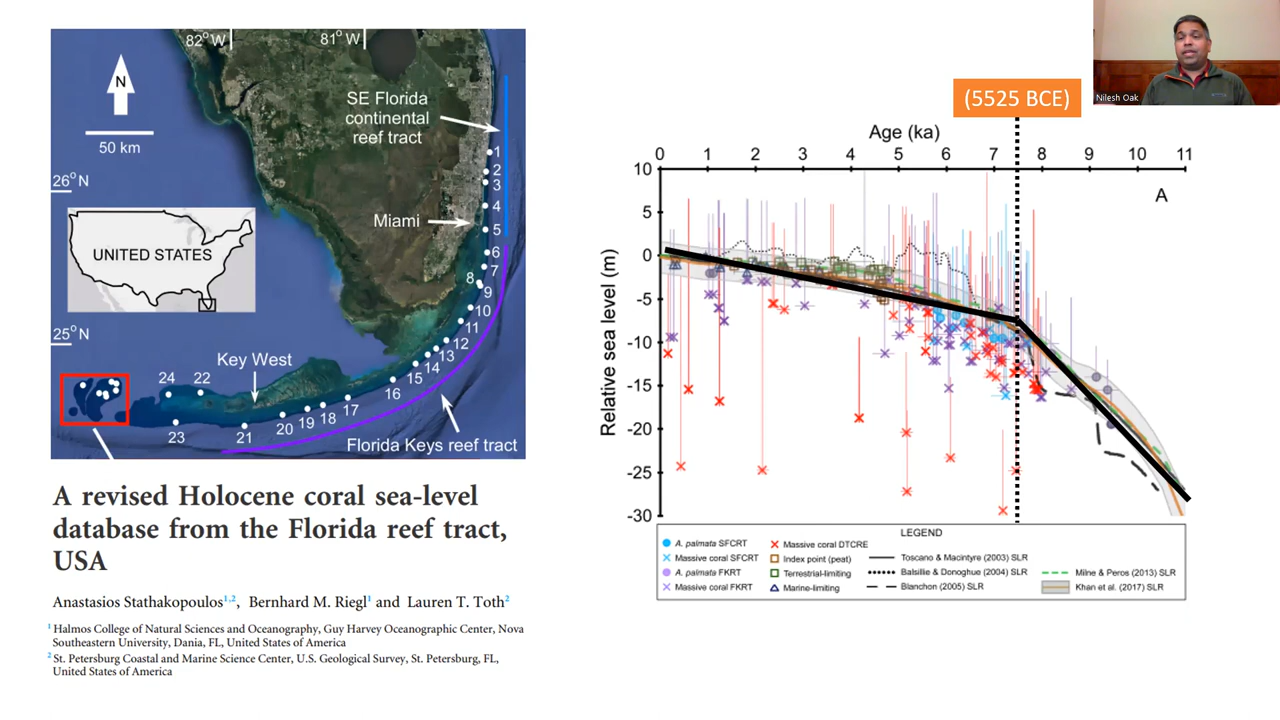 82° W
81° W
N
50 km
SE Florida
continental
reef tract
26° N
1
2
3
4
5
6
7
8
9
10
11
12
13
14
15
16
17
18
19
20
21
22
23
24
Miami
UNITED STATES
25° N
Key West
Florida Keys reef tract
A revised Holocene coral sea-level
database from the Florida reef tract,
USA
Anastasios Stathakopoulos1,2, Bernhard M. Riegl1 and Lauren T. Toth2
1 Halmos College of Natural Sciences and Oceanography, Guy Harvey Oceanographic Center, Nova
Southeastern University, Dania, FL, United States of America
2 St. Petersburg Coastal and Marine Science Center, U.S. Geological Survey, St. Petersburg, FL,
United States of America
Nilesh Oak
(5525 BCE)
Age (ka)
0 1 2 3 4 5 6 7 8 9 10 11
A
Relative sea level (m)
10
5
0
-5
-10
-15
-20
-25
-30
LEGEND
A. palmata SFCRT
Massive coral SFCRT
A. palmata FKRT
Massive coral FKRT
Massive coral DTCRE
Index point (peat)
Terrestrial-limiting
Marine-limiting
Toscano & Macintyre (2003) SLR
Balsillie & Donoghue (2004) SLR
Blanchon (2005) SLR
Milne & Peros (2013) SLR
Khan et al. (2017) SLR